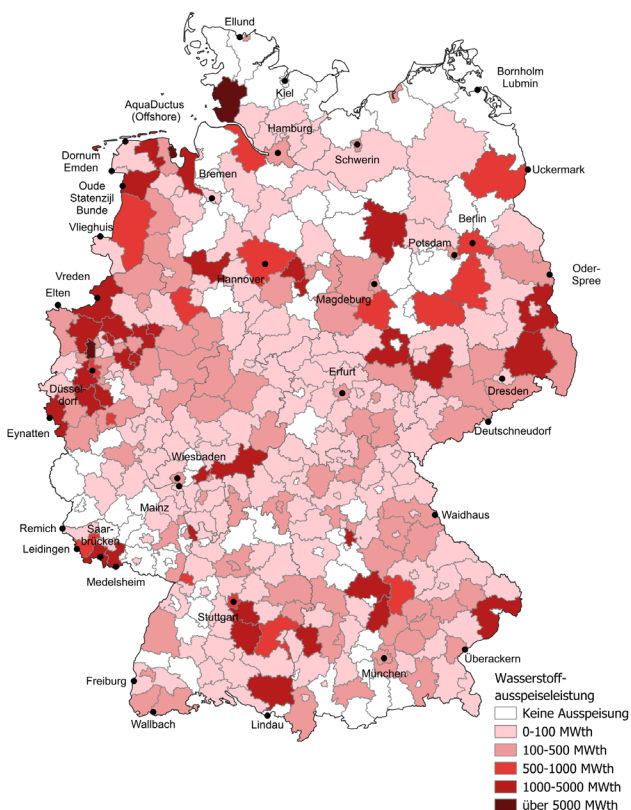 Ellund
Kiel
Bornholm
Lubmin
AquaDuctus
(Offshore)
Hamburg
Schwerin
Dornum
Emden
Bremen
Uckermark
Oude
Statenzijl
Bunde
Vlieghuis
Berlin
Potsdam
Hannover
Oder-
Spree
Vreden
Elten
Magdeburg
Erfurt
Düssel-
dorf
Dresden
Eynatten
Deutschneudorf
Wiesbaden
Mainz
Waidhaus
Remich
Saar-
brücken
Leidingen
Medelsheim
Stuttgart
Überackern
München
Freiburg
Wallbach
Lindau
Wasserstoff-
ausspeiseleistung
Keine Ausspeisung
0-100 MWth
100-500 MWth
500-1000 MWth
1000-5000 MWth
über 5000 MWth